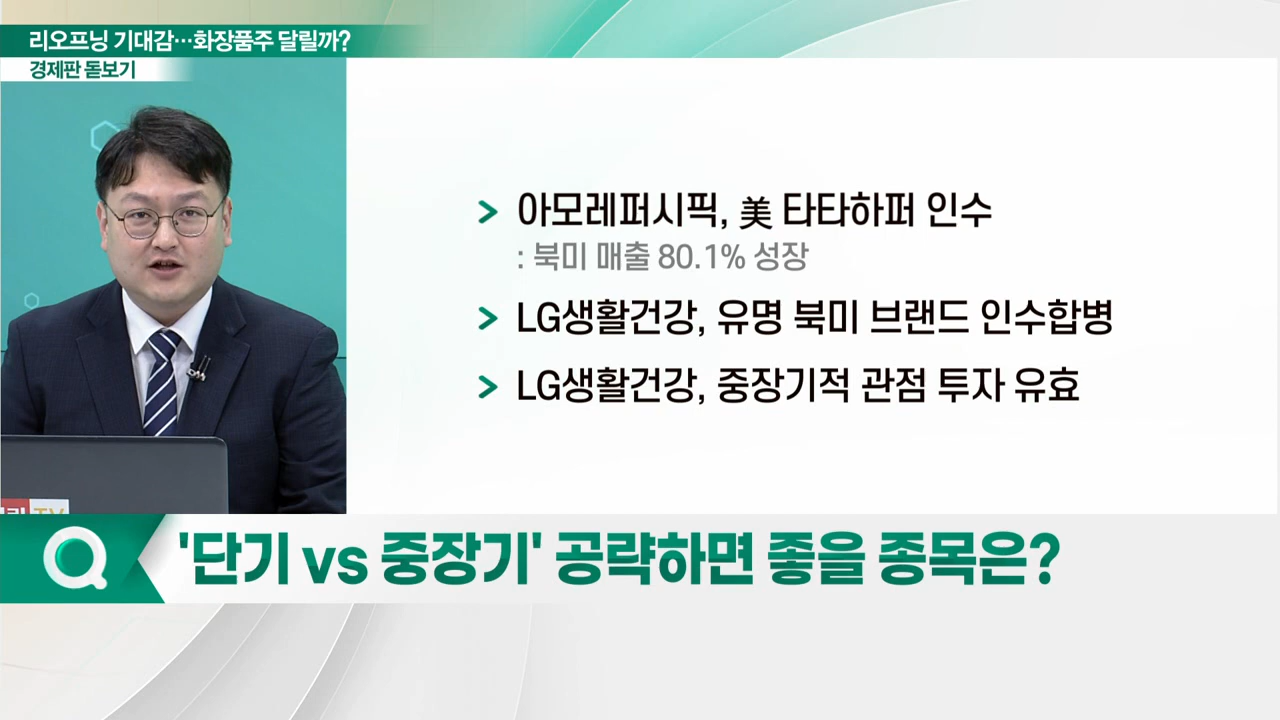 리오프닝 기대감…화장품주 달릴까?
경제판 돋보기
> 아모레퍼시픽, 美 타타하퍼 인수
: 북미 매출 80.1% 성장
> LG생활건강, 유명 북미 브랜드 인수합병
> LG생활건강, 중장기적 관점 투자 유효
TV
Q '단기 vs 중장기' 공략하면 좋을 종목은?